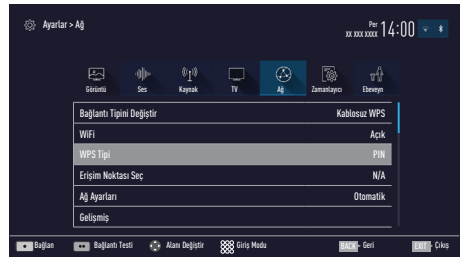 Ayarlar > Ağ
Per
xx xxx xxxx 14:00
Görüntü Ses Kaynak TV Ağ Zamanlayıcı Ebeveyn
Bağlantı Tipini Değiştir Kablosuz WPS
WiFi Açık
WPS Tipi PIN
Erişim Noktası Seç N/A
Ağ Ayarları Otomatik
Gelişmiş
Bağlan Bağlantı Testi Alanı Değiştir Giriş Modu BACK - Geri EXIT - Çıkış